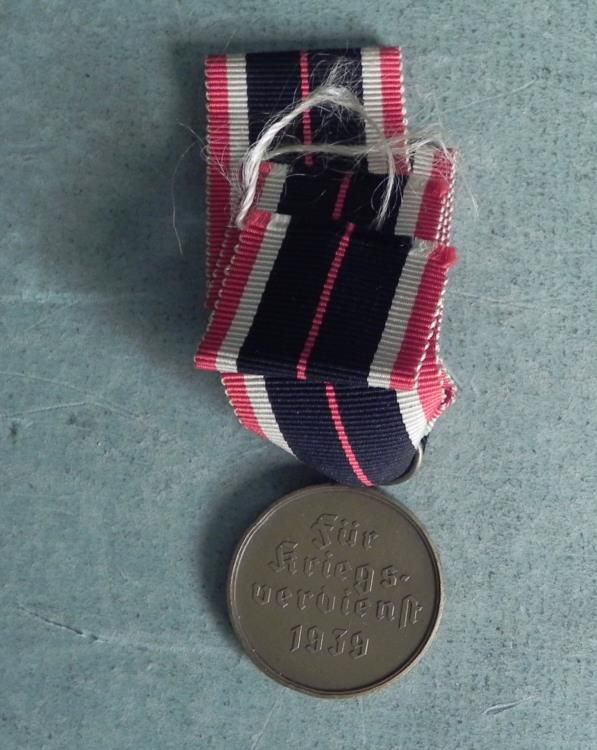 Für
Kriegs-
verdienst
1939